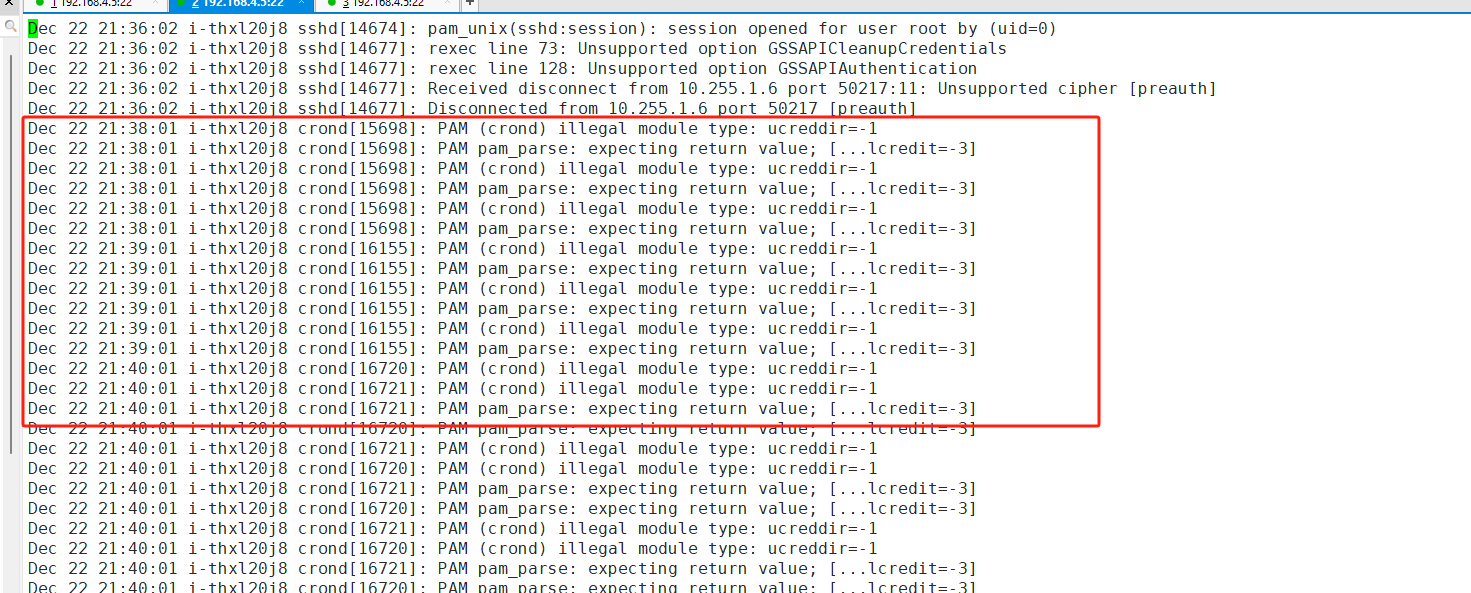 1 192.168.4.5:22 2 192.168.4.5:22 3 192.168.4.5:22
Dec 22 21:36:02 i-thxl20j8 sshd[14674]: pam_unix(sshd:session): session opened for user root by (uid=0)
Dec 22 21:36:02 i-thxl20j8 sshd[14677]: rexec line 73: Unsupported option GSSAPICleanupCredentials
Dec 22 21:36:02 i-thxl20j8 sshd[14677]: rexec line 128: Unsupported option GSSAPIAuthentication
Dec 22 21:36:02 i-thxl20j8 sshd[14677]: Received disconnect from 10.255.1.6 port 50217:11: Unsupported cipher [preauth]
Dec 22 21:36:02 i-thxl20j8 sshd[14677]: Disconnected from 10.255.1.6 port 50217 [preauth]
Dec 22 21:38:01 i-thxl20j8 crond[15698]: PAM (crond) illegal module type: ucreddir=-1
Dec 22 21:38:01 i-thxl20j8 crond[15698]: PAM pam_parse: expecting return value; [...lcredit=-3]
Dec 22 21:38:01 i-thxl20j8 crond[15698]: PAM (crond) illegal module type: ucreddir=-1
Dec 22 21:38:01 i-thxl20j8 crond[15698]: PAM pam_parse: expecting return value; [...lcredit=-3]
Dec 22 21:38:01 i-thxl20j8 crond[15698]: PAM (crond) illegal module type: ucreddir=-1
Dec 22 21:38:01 i-thxl20j8 crond[15698]: PAM pam_parse: expecting return value; [...lcredit=-3]
Dec 22 21:39:01 i-thxl20j8 crond[16155]: PAM (crond) illegal module type: ucreddir=-1
Dec 22 21:39:01 i-thxl20j8 crond[16155]: PAM pam_parse: expecting return value; [...lcredit=-3]
Dec 22 21:39:01 i-thxl20j8 crond[16155]: PAM (crond) illegal module type: ucreddir=-1
Dec 22 21:39:01 i-thxl20j8 crond[16155]: PAM pam_parse: expecting return value; [...lcredit=-3]
Dec 22 21:39:01 i-thxl20j8 crond[16155]: PAM (crond) illegal module type: ucreddir=-1
Dec 22 21:39:01 i-thxl20j8 crond[16155]: PAM pam_parse: expecting return value; [...lcredit=-3]
Dec 22 21:40:01 i-thxl20j8 crond[16720]: PAM (crond) illegal module type: ucreddir=-1
Dec 22 21:40:01 i-thxl20j8 crond[16721]: PAM (crond) illegal module type: ucreddir=-1
Dec 22 21:40:01 i-thxl20j8 crond[16721]: PAM pam_parse: expecting return value; [...lcredit=-3]
Dec 22 21:40:01 i-thxl20j8 crond[16720]: PAM pam_parse: expecting return value; [...lcredit=-3]
Dec 22 21:40:01 i-thxl20j8 crond[16721]: PAM (crond) illegal module type: ucreddir=-1
Dec 22 21:40:01 i-thxl20j8 crond[16720]: PAM (crond) illegal module type: ucreddir=-1
Dec 22 21:40:01 i-thxl20j8 crond[16721]: PAM pam_parse: expecting return value; [...lcredit=-3]
Dec 22 21:40:01 i-thxl20j8 crond[16720]: PAM pam_parse: expecting return value; [...lcredit=-3]
Dec 22 21:40:01 i-thxl20j8 crond[16721]: PAM (crond) illegal module type: ucreddir=-1
Dec 22 21:40:01 i-thxl20j8 crond[16720]: PAM (crond) illegal module type: ucreddir=-1
Dec 22 21:40:01 i-thxl20j8 crond[16721]: PAM pam_parse: expecting return value; [...lcredit=-3]
Dec 22 21:40:01 i-thxl20j8 crond[16720]: PAM pam_parse: expecting return value; [...lcredit=-3]